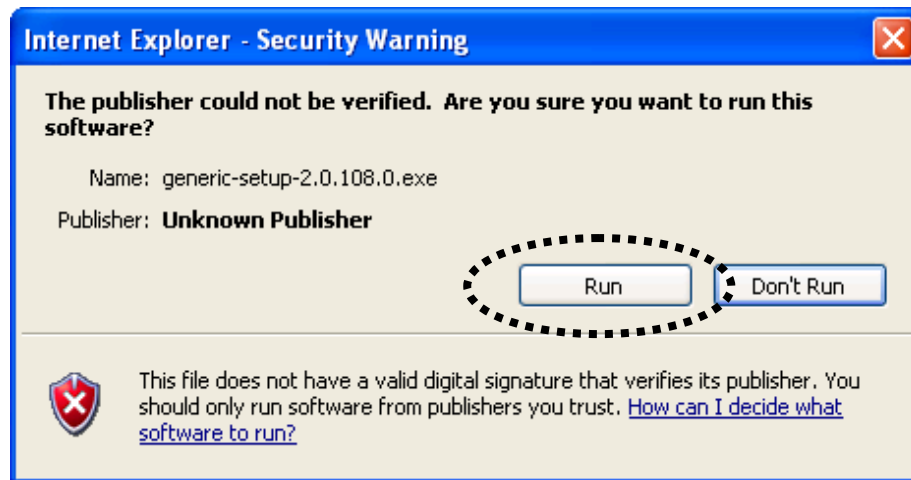 Internet Explorer - Security Warning
The publisher could not be verified.  Are you sure you want to run this
software?
Name: generic-setup-2.0.108.0.exe
Publisher: Unknown Publisher
Run
Don't Run
This file does not have a valid digital signature that verifies its publisher. You
should only run software from publishers you trust. How can I decide what
software to run?